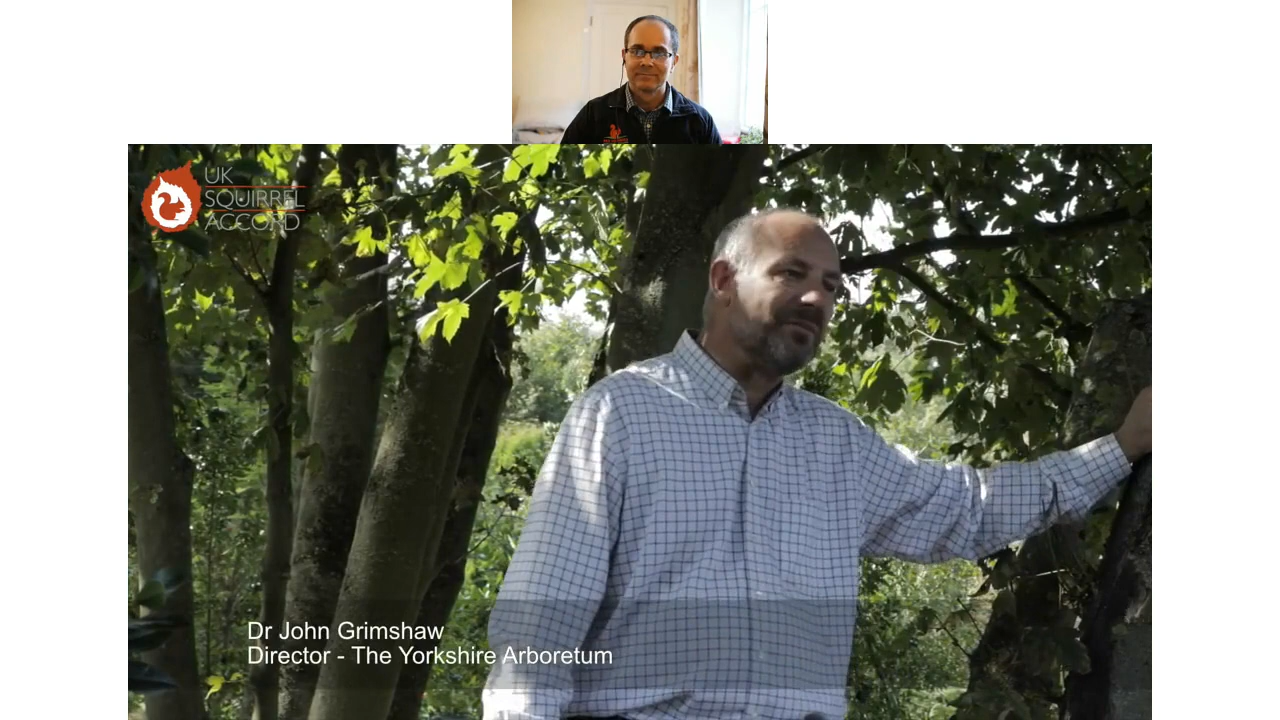 UK
SQUIRREL
ACCORD
Dr John Grimshaw
Director - The Yorkshire Arboretum